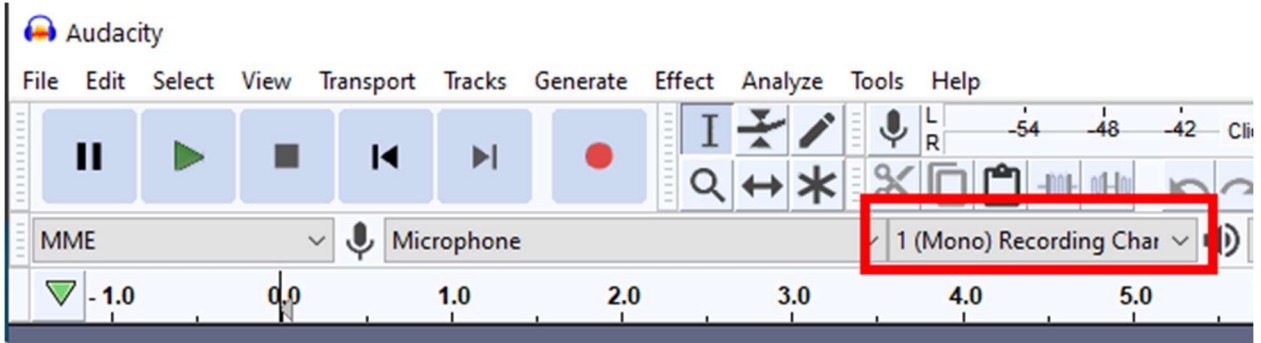 Audacity
File Edit Select View Transport Tracks Generate Effect Analyze Tools Help
L
R -54 -48 -42 Cli
MME Microphone 1 (Mono) Recording Char
- 1.0 0.0 1.0 2.0 3.0 4.0 5.0